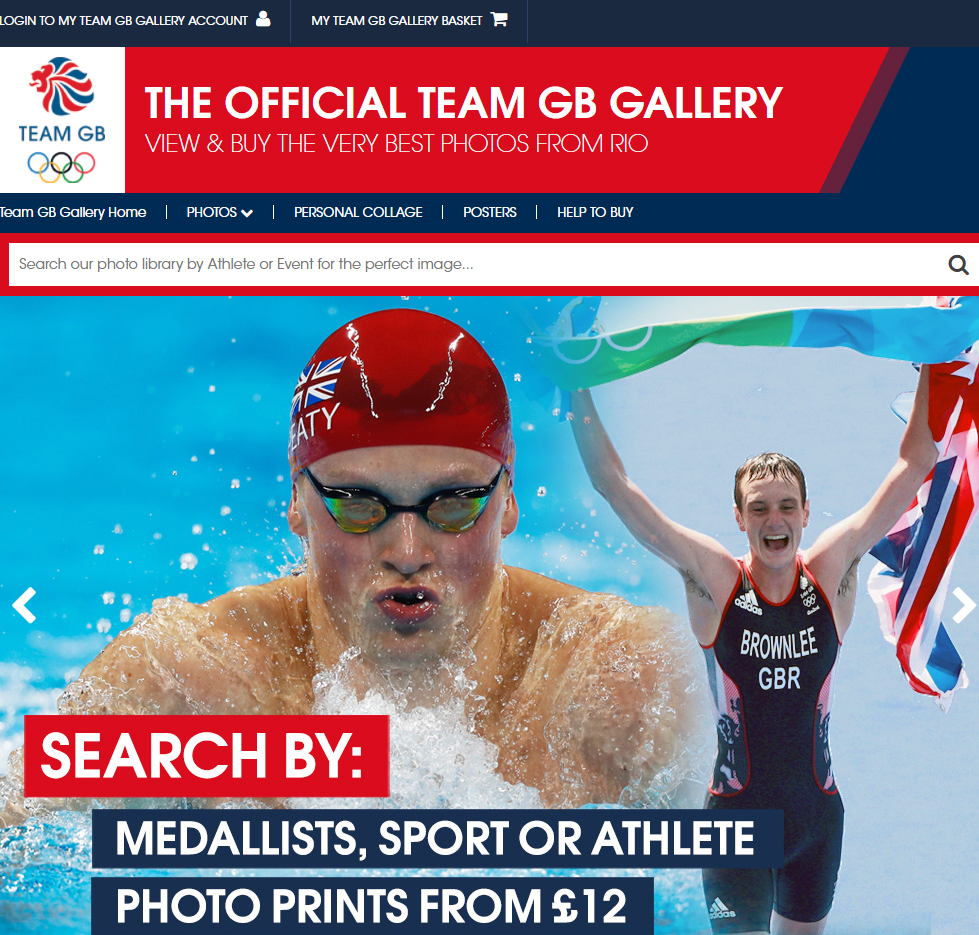 LOGIN TO MY TEAM GB GALLERY ACCOUNT
MY TEAM GB GALLERY BASKET
TEAM GB
THE OFFICIAL TEAM GB GALLERY
VIEW & BUY THE VERY BEST PHOTOS FROM RIO
Team GB Gallery Home
PHOTOS
PERSONAL COLLAGE
POSTERS
HELP TO BUY
Search our photo library by Athlete or Event for the perfect image...
EATY
adidas
BROWNLEE
GBR
SEARCH BY:
MEDALLISTS, SPORT OR ATHLETE
PHOTO PRINTS FROM £12
adidas